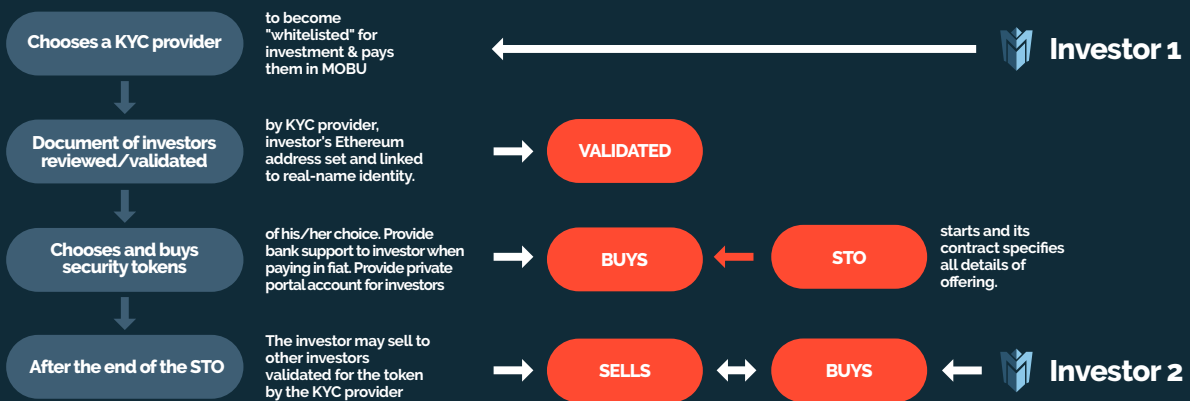 Chooses a KYC provider
to become
"whitelisted" for
investment & pays
them in MOBU
Investor 1
Document of investors
reviewed/validated
by KYC provider,
investor's Ethereum
address set and linked
to real-name identity.
VALIDATED
Chooses and buys
security tokens
of his/her choice. Provide
bank support to investor when
paying in fiat. Provide private
portal account for investors
BUYS
STO
starts and its
contract specifies
all details of
offering.
After the end of the STO
The investor may sell to
other investors
validated for the token
by the KYC provider
SELLS
BUYS
Investor 2